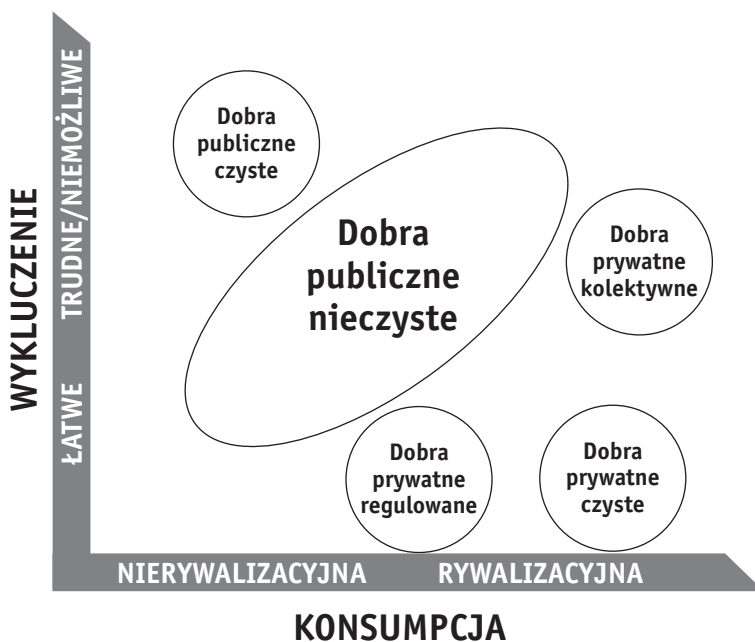 WYKLUCZENIE
TRUDNE/NIEMOŻLIWE
ŁATWE
Dobra
publiczne
czyste
Dobra
publiczne
nieczyste
Dobra
prywatne
kolektywne
Dobra
prywatne
regulowane
Dobra
prywatne
czyste
NIERYWALIZACYJNA
RYWALIZACYJNA
KONSUMPCJA